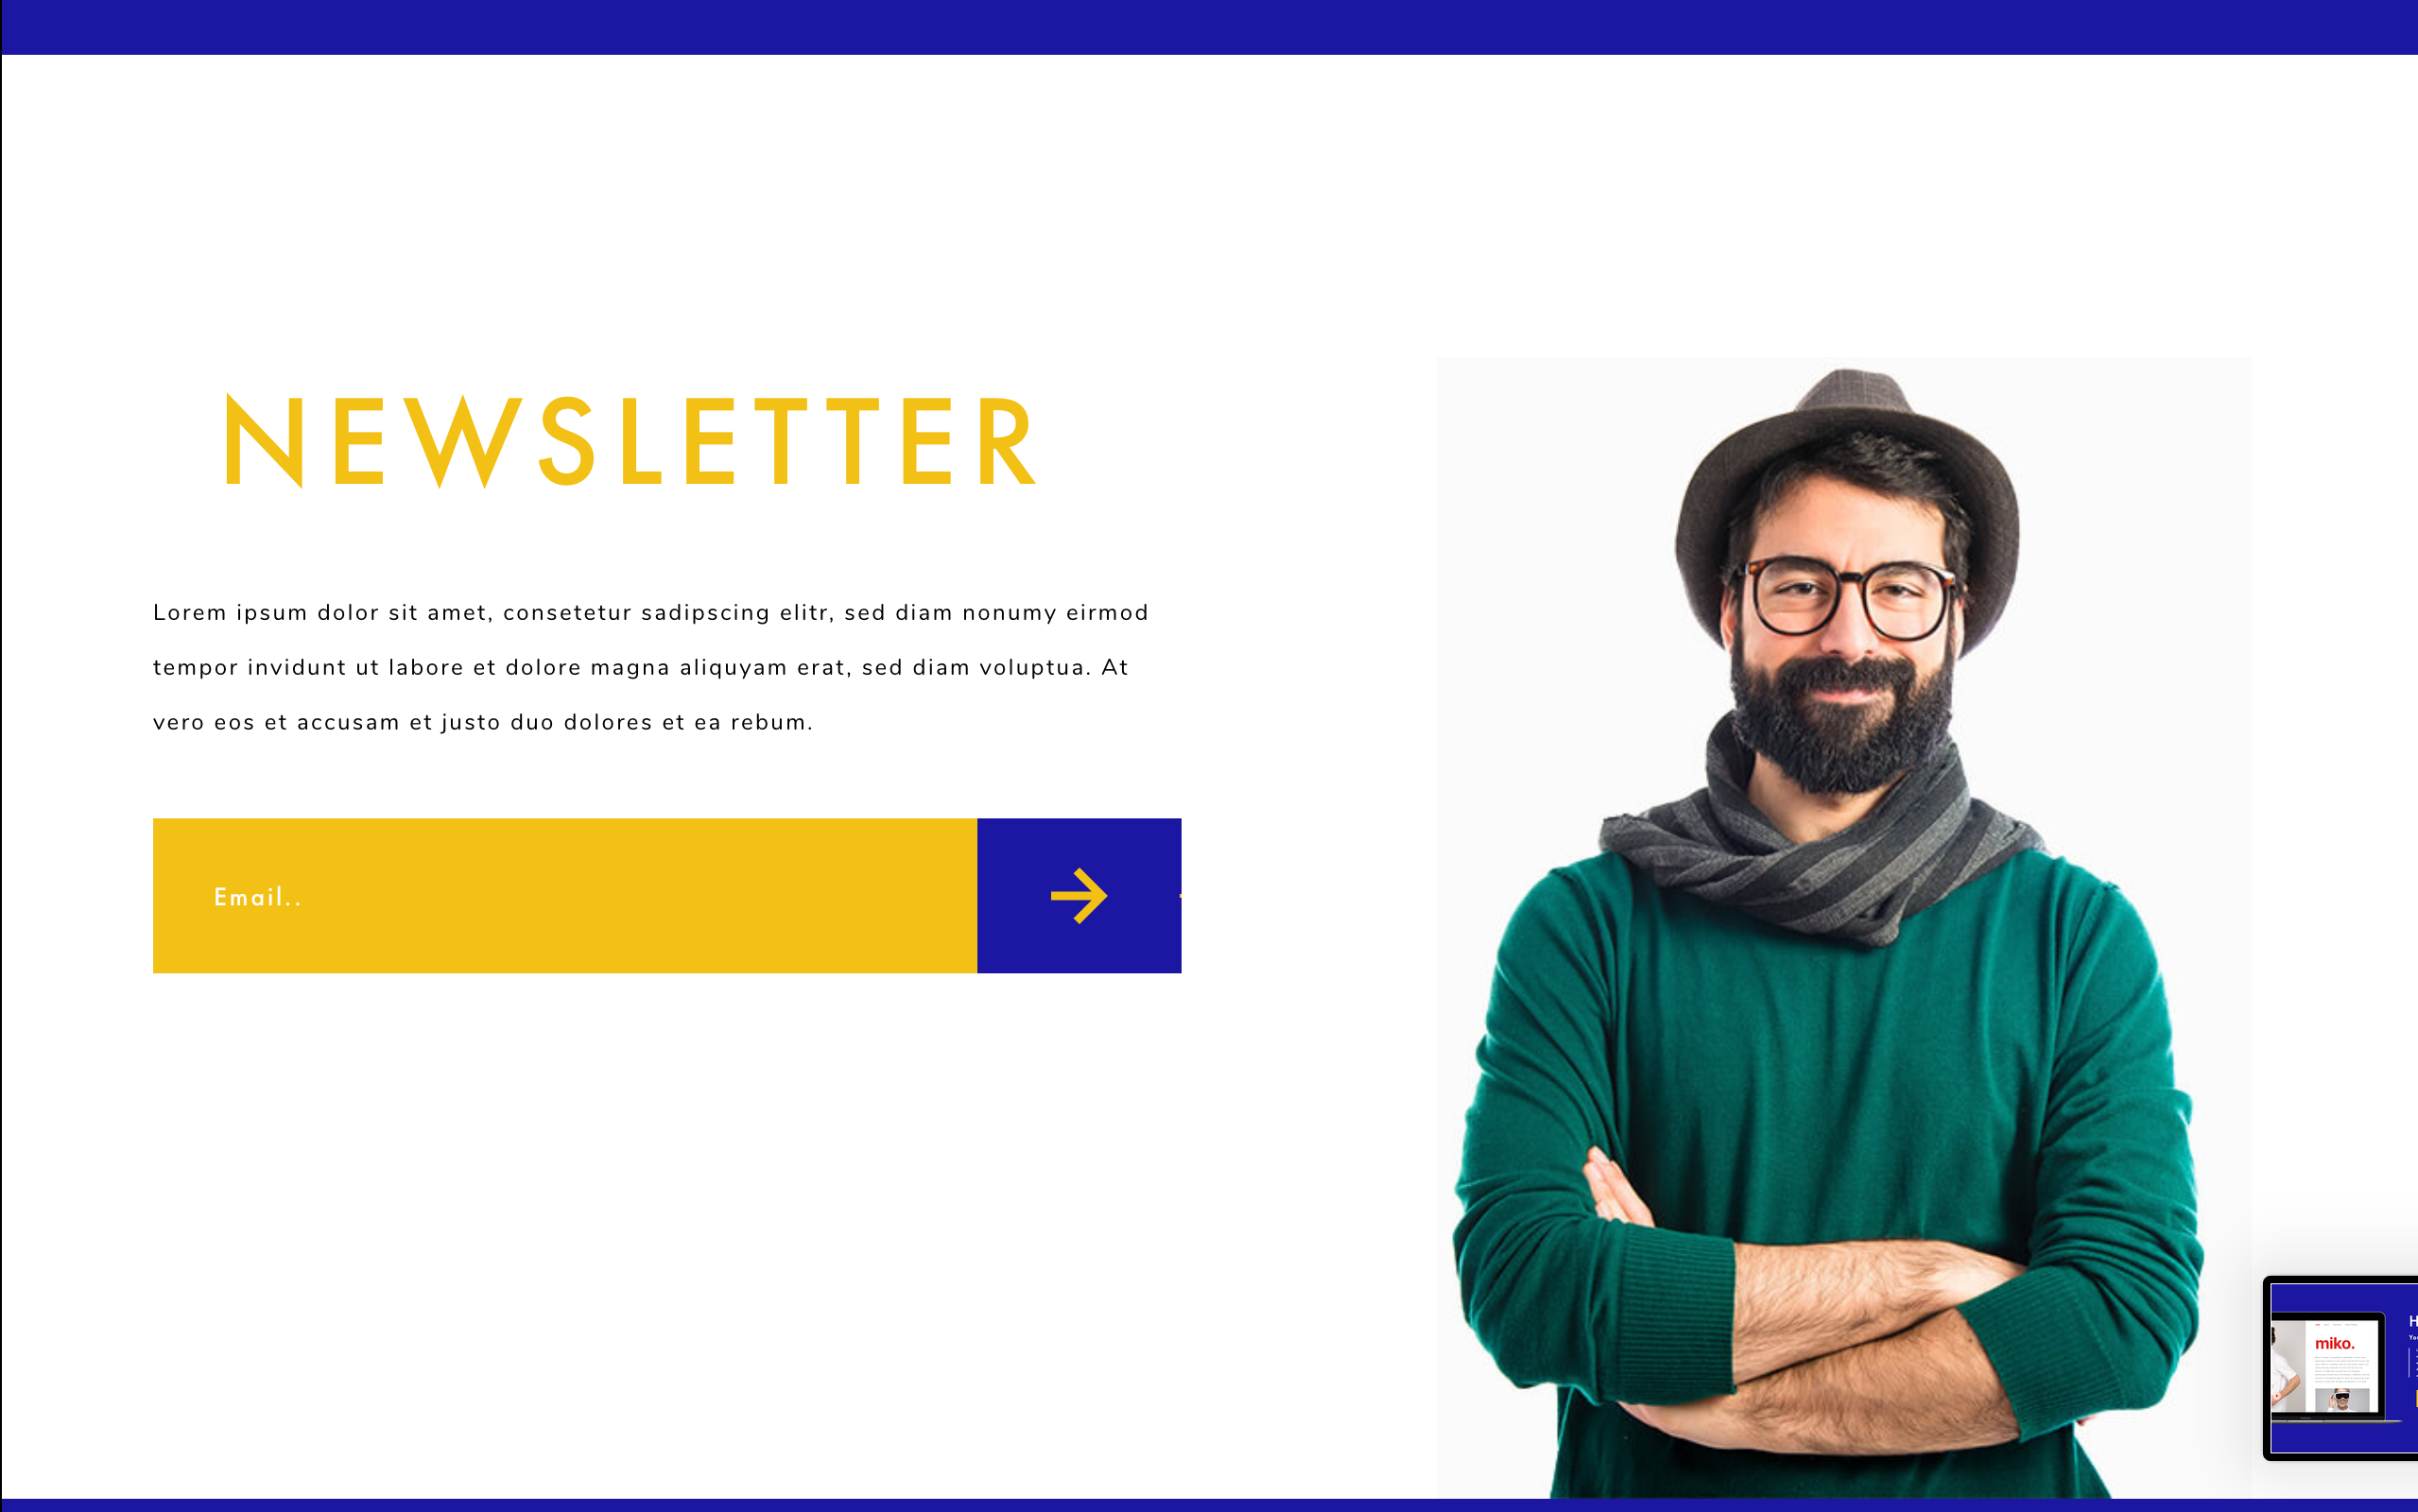 NEWSLETTER
Lorem ipsum dolor sit amet, consetetur sadipscing elitr, sed diam nonumy eirmod
tempor invidunt ut labore et dolore magna aliquyam erat, sed diam voluptua. At
vero eos et accusam et justo duo dolores et ea rebum.
Email..
miko.